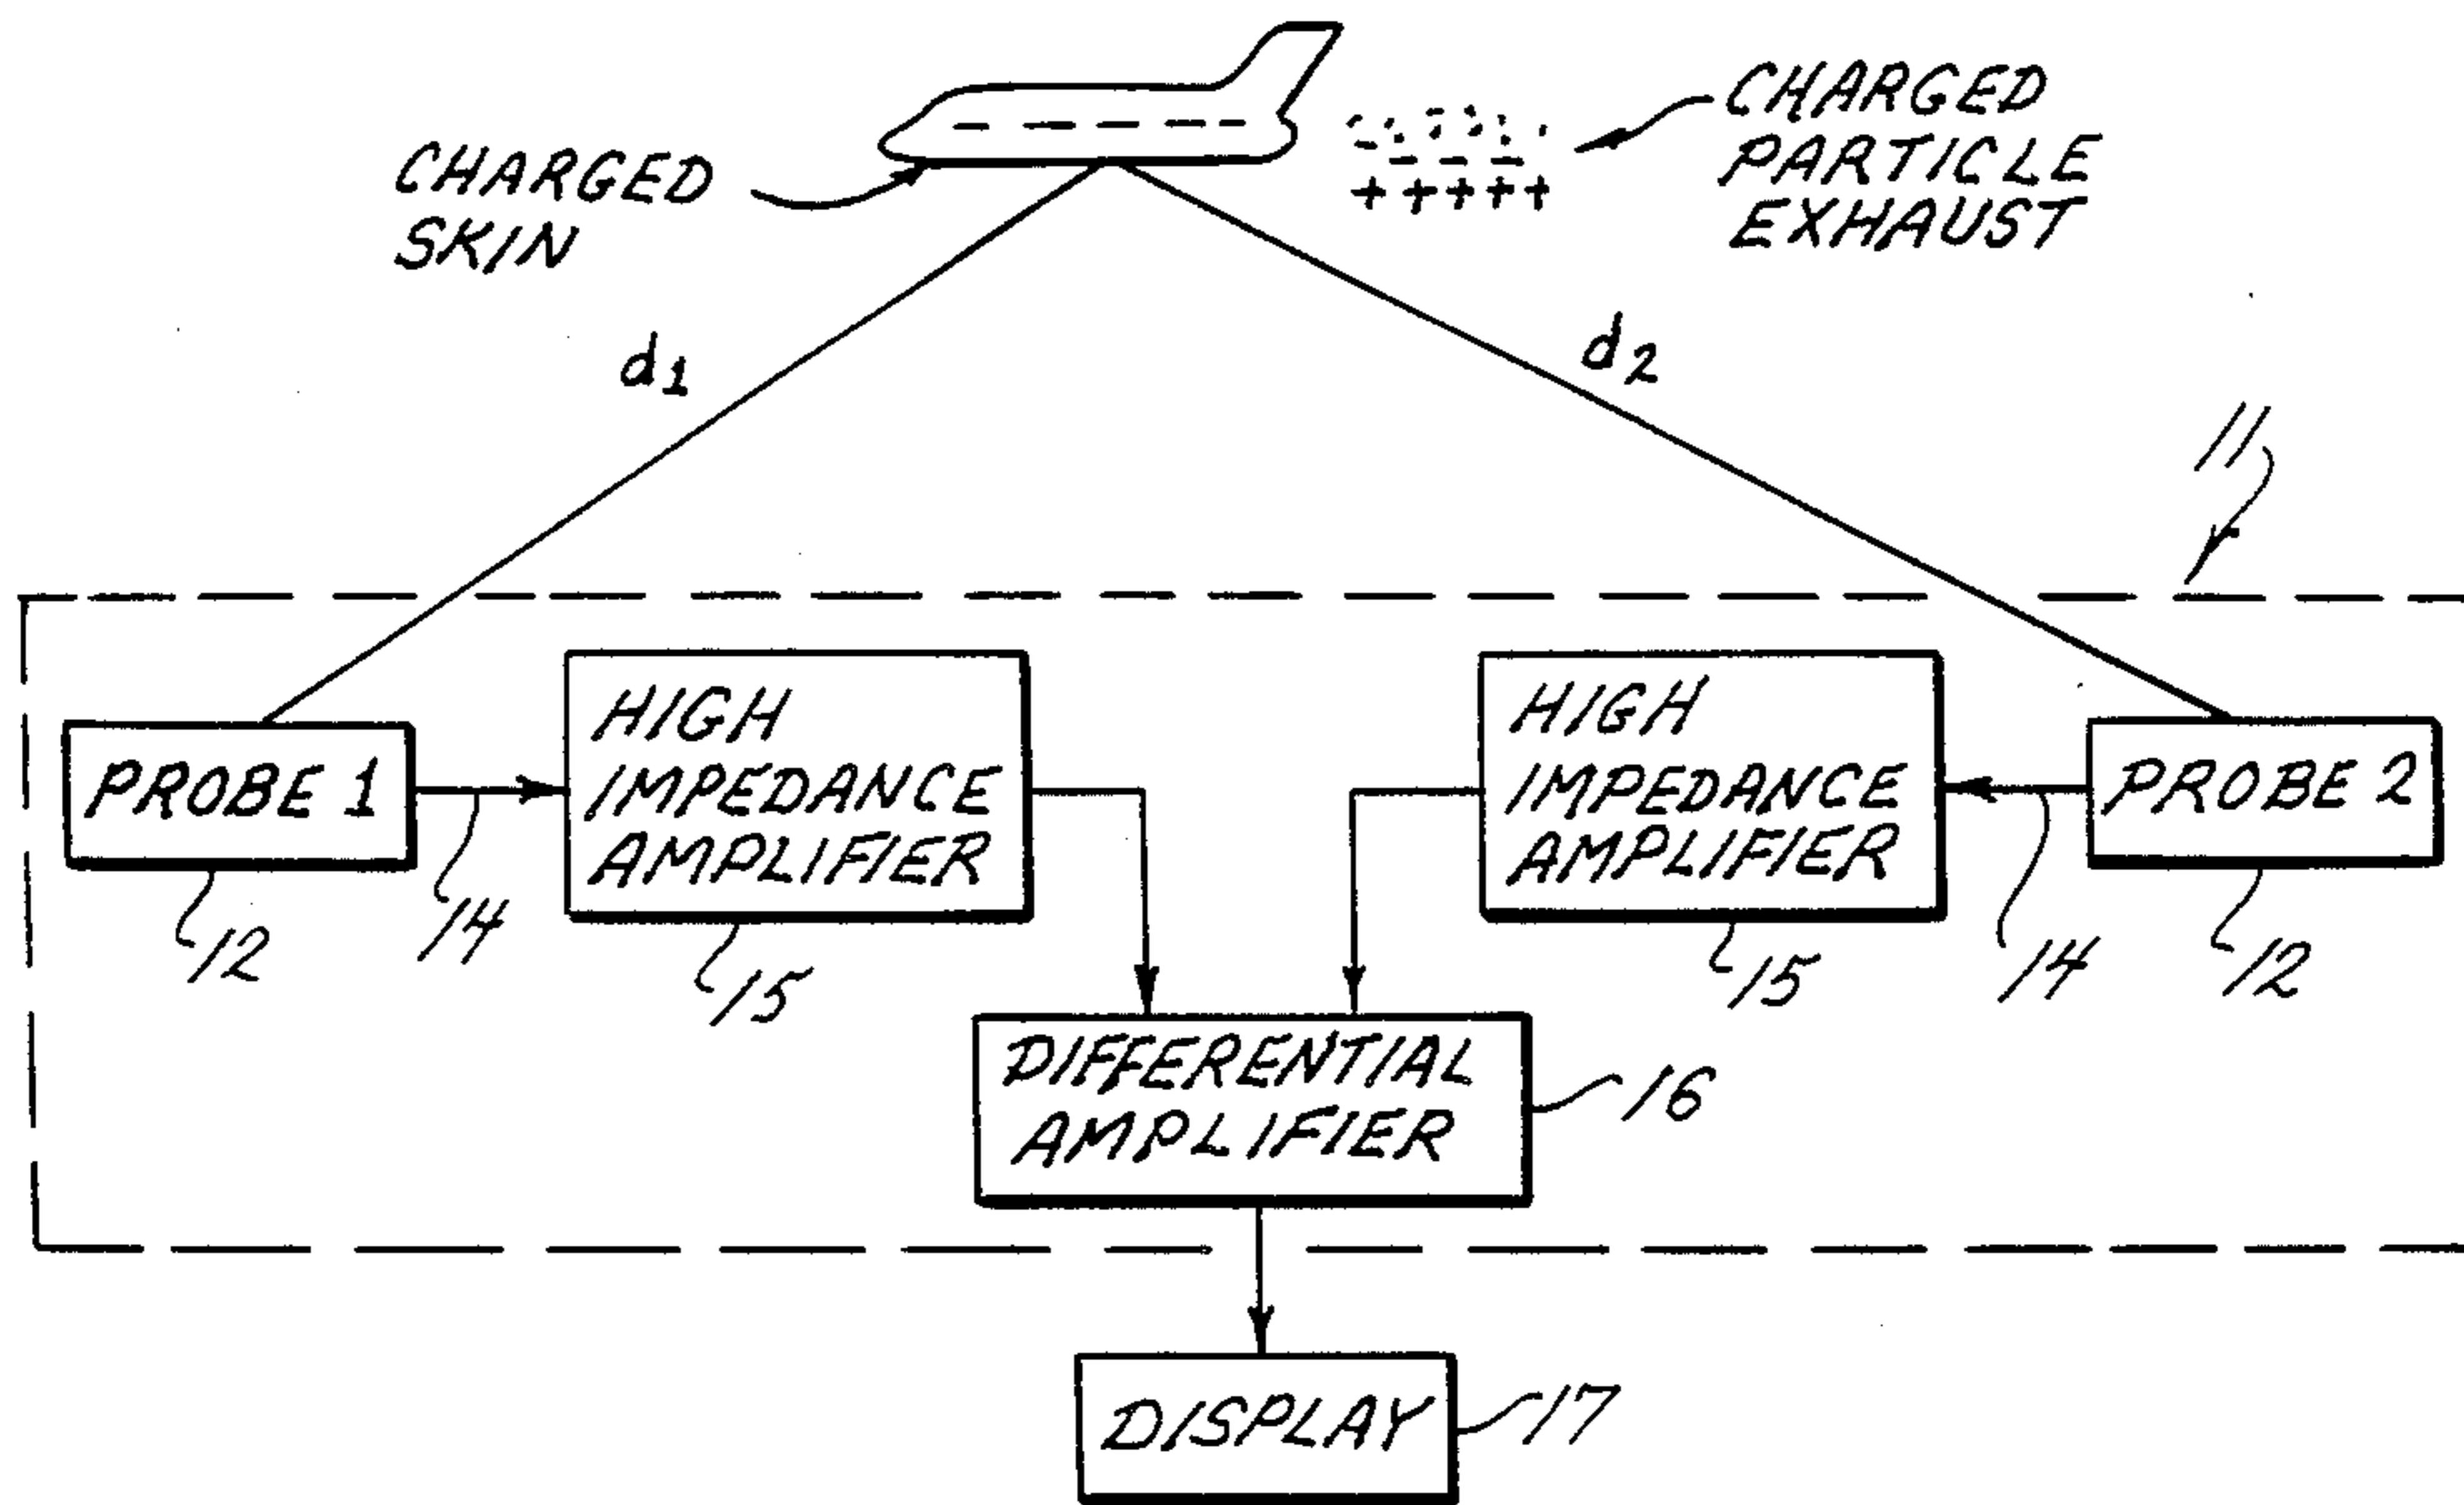 CHARGED
SKIN
CHARGED
PARTICLE
EXHAUST
d1
d2
11
PROBE 1
HIGH
IMPEDANCE
AMPLIFIER
HIGH
IMPEDANCE
AMPLIFIER
PROBE 2
12
14
15
15
14
12
DIFFERENTIAL
AMPLIFIER
16
DISPLAY
17